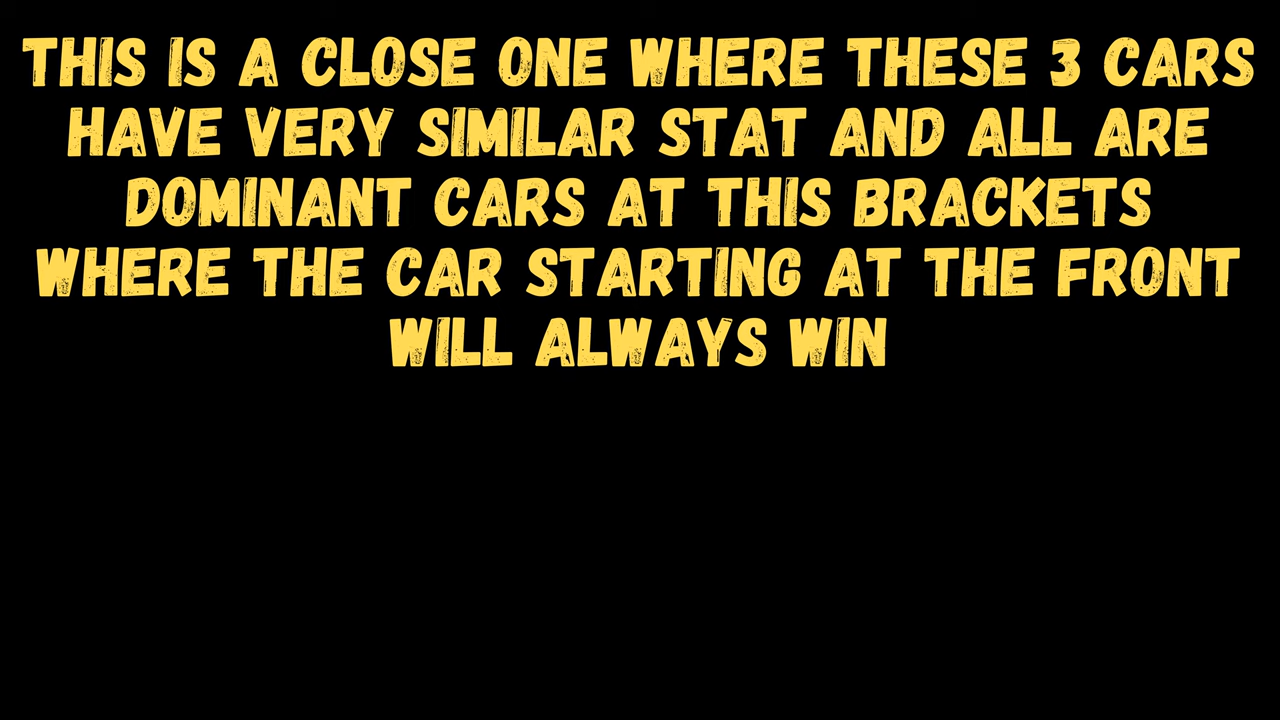 THIS IS A CLOSE ONE WHERE THESE 3 CARS
HAVE VERY SIMILAR STAT AND ALL ARE
DOMINANT CARS AT THIS BRACKETS
WHERE THE CAR STARTING AT THE FRONT
WILL ALWAYS WIN